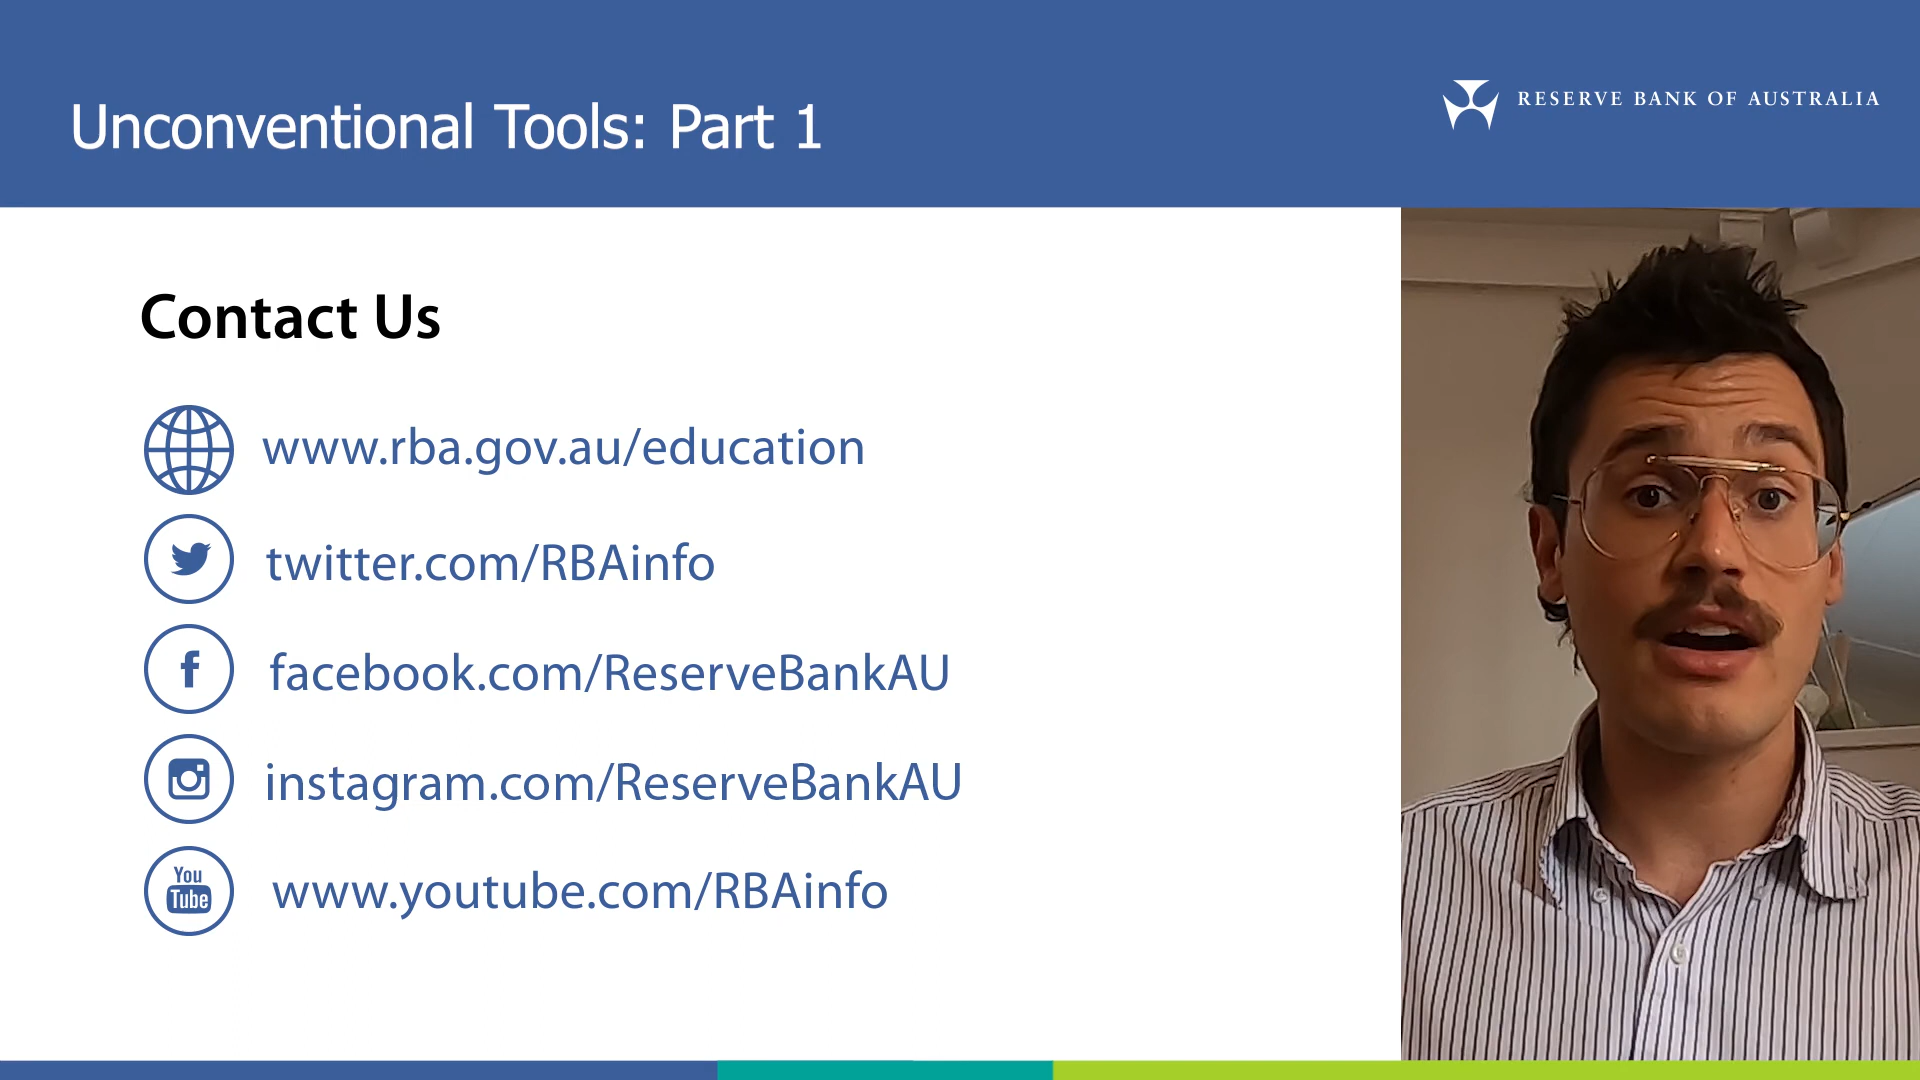 Unconventional Tools: Part 1
RESERVE BANK OF AUSTRALIA
Contact Us
www.rba.gov.au/education
twitter.com/RBAinfo
f
facebook.com/ReserveBankAU
instagram.com/ReserveBankAU
You
Tube
www.youtube.com/RBAinfo